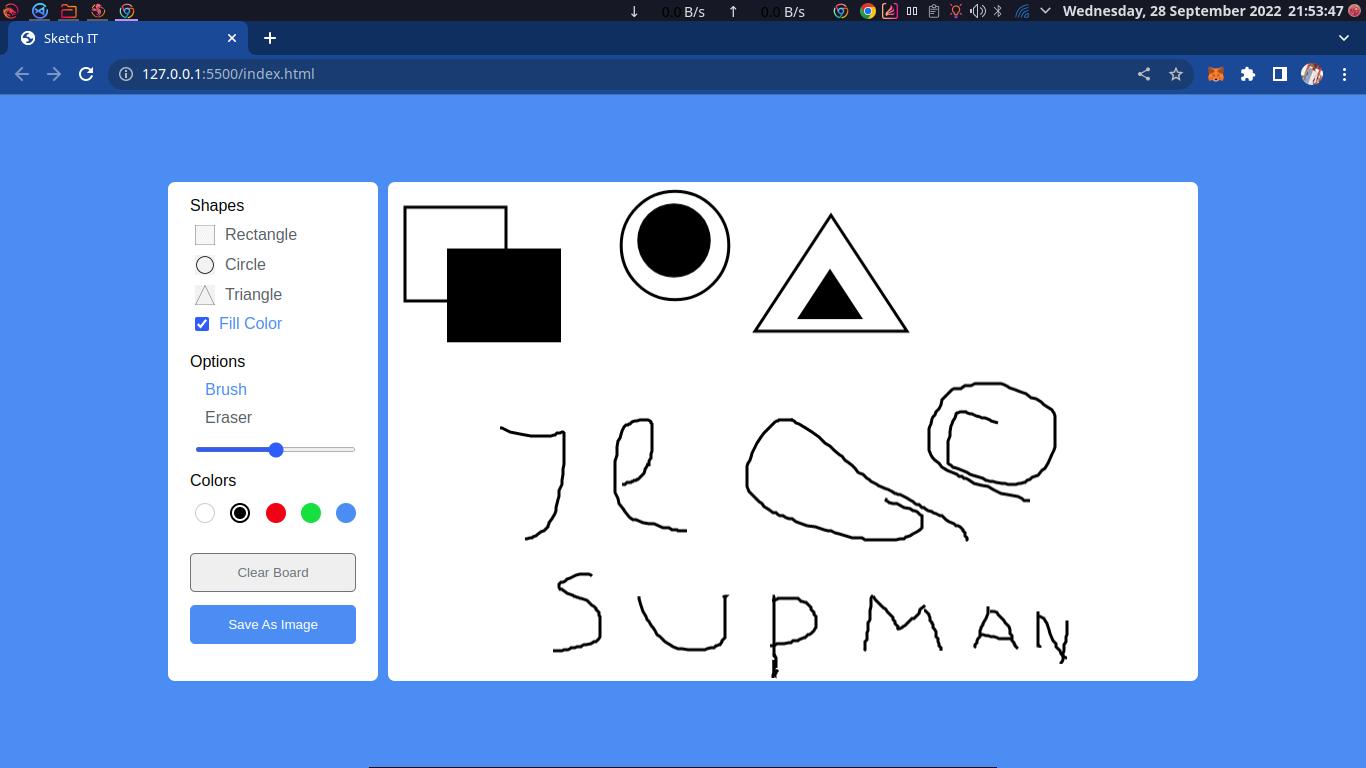 0.0 B/s 0.0 B/s Wednesday, 28 September 2022 21:53:47
Sketch IT
127.0.0.1:5500/index.html
Shapes
Rectangle
Circle
Triangle
Fill Color
Options
Brush
Eraser
Colors
Clear Board
Save As Image
SUPMAN